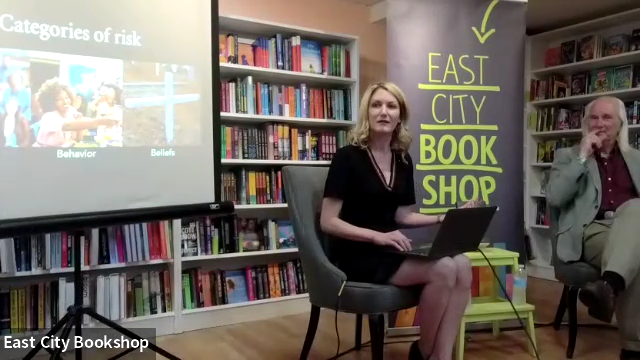 Categories of risk
Behavior
Beliefs
EAST
CITY
BOOK
SHOP
East City Bookshop